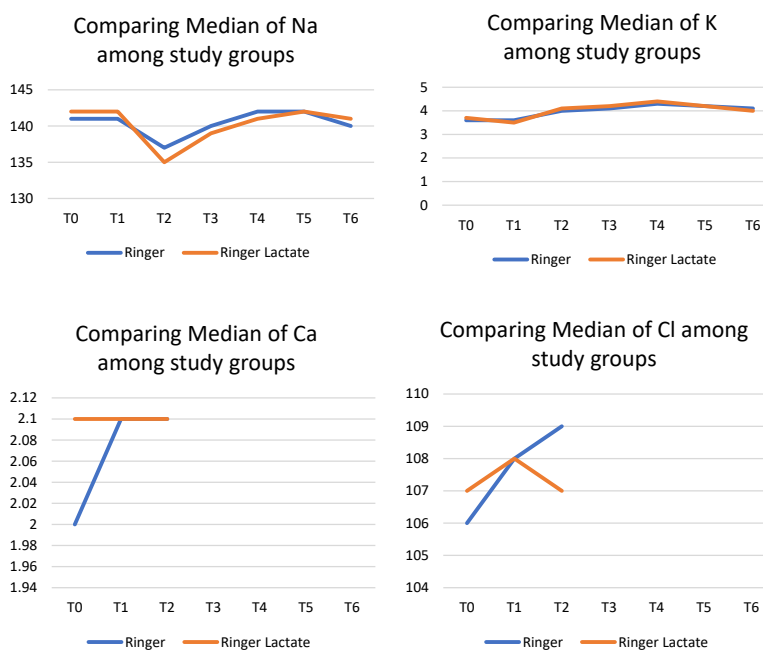 Comparing Median of Na
among study groups
145
140
135
130
T0 T1 T2 T3 T4 T5 T6
Ringer Ringer Lactate
Comparing Median of K
among study groups
5
4
3
2
1
0
T0 T1 T2 T3 T4 T5 T6
Ringer Ringer Lactate
Comparing Median of Ca
among study groups
2.12
2.1
2.08
2.06
2.04
2.02
2
1.98
1.96
1.94
T0 T1 T2 T3 T4 T5 T6
Ringer Ringer Lactate
Comparing Median of Cl among
study groups
110
109
108
107
106
105
104
T0 T1 T2 T3 T4 T5 T6
Ringer Ringer Lactate